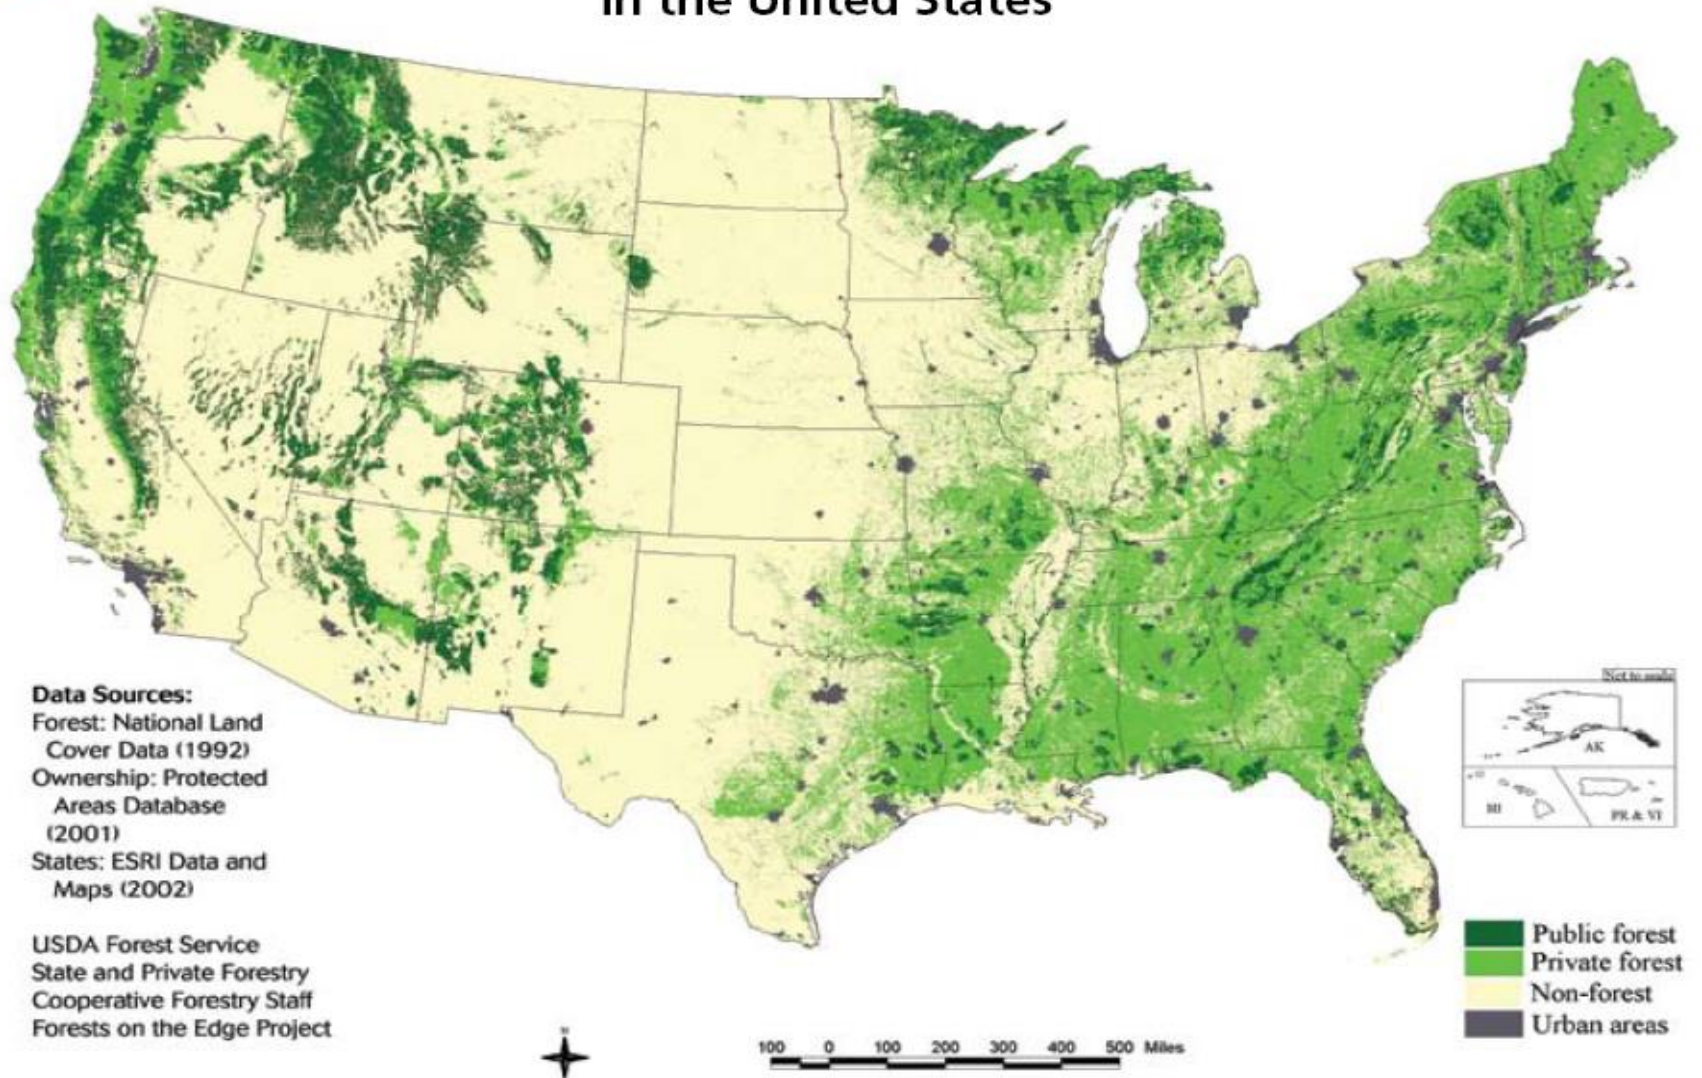 in the United States
Data Sources:
Forest: National Land
Cover Data (1992)
Ownership: Protected
Areas Database
(2001)
States: ESRI Data and
Maps (2002)
USDA Forest Service
State and Private Forestry
Cooperative Forestry Staff
Forests on the Edge Project
Not to scale
AK
HI
PR & VI
Public forest
Private forest
Non-forest
Urban areas
N
100 0 100 200 300 400 500 Miles